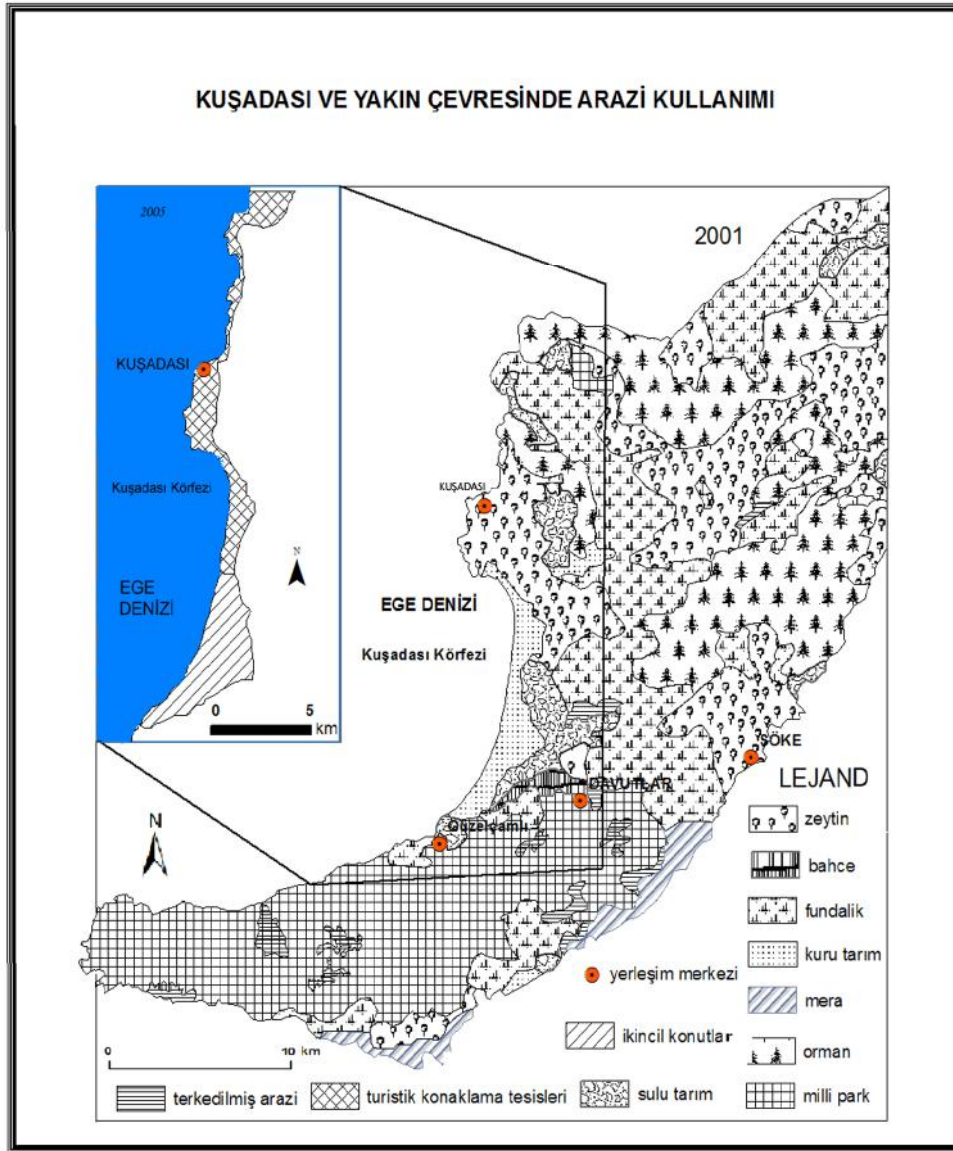 KUŞADASI VE YAKIN ÇEVRESİNDE ARAZİ KULLANIMI
2005
2001
KUŞADASI
Kuşadası Körfezi
EGE
DENİZİ
N
0 5
km
KUŞADASI
EGE DENİZİ
Kuşadası Körfezi
SÖKE
DAVUTLAR
Güzelçamlı
N
LEJAND
zeytin
bahce
fundalik
kuru tarım
yerleşim merkezi
mera
ikincil konutlar
orman
0 10 km
terkedilmiş arazi
turistik konaklama tesisleri
sulu tarım
milli park